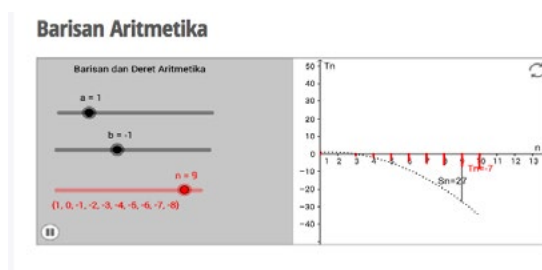 Barisan Aritmetika
Barisan dan Deret Aritmetika
a = 1
b = -1
n = 9
{1, 0, -1, -2, -3, -4, -5, -6, -7, -8}
50 Tn
40
30
20
10
0
-10
-20
-30
-40
1 2 3 4 5 6 7 8 9 10 11 12 13
n
Tn=-7
Sn=27